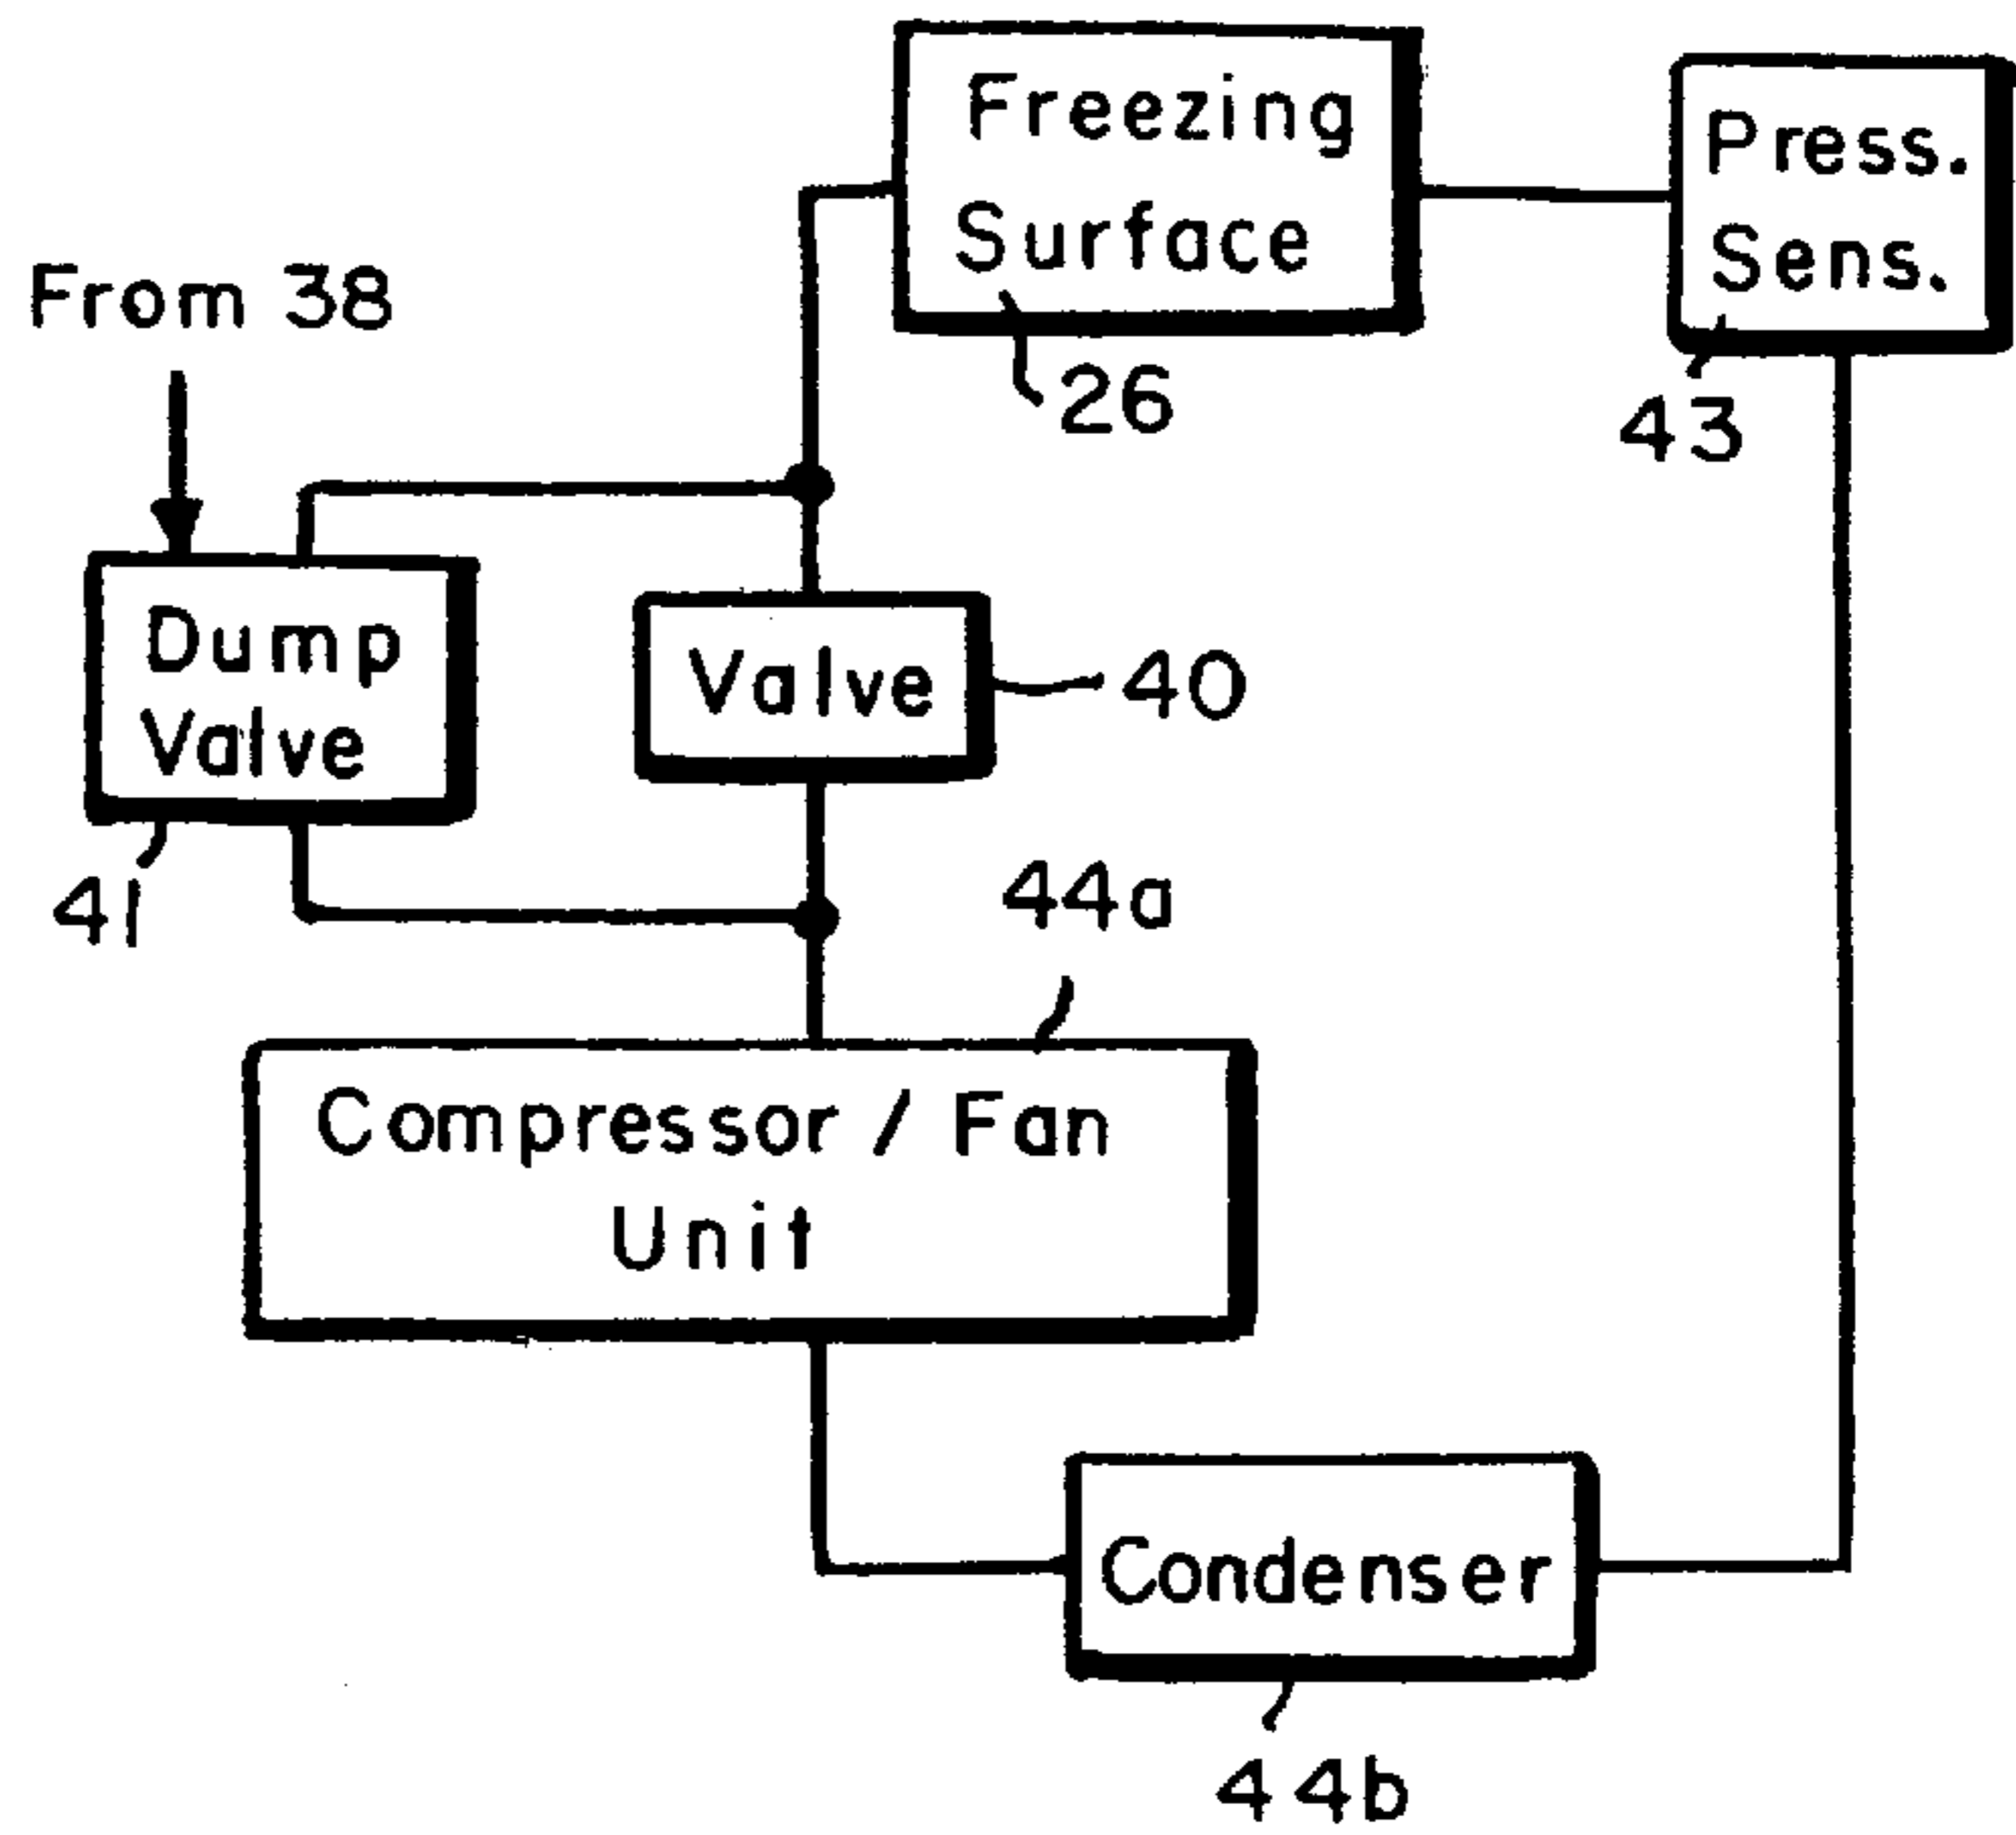 Freezing
Surface
26
Press.
Sens.
43
From 38
Dump
Valve
41
Valve
40
44a
Compressor / Fan
Unit
Condenser
44b